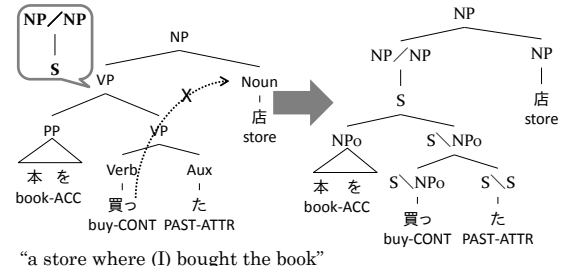 NP／NP
S
NP
VP
X
Noun
店
store
PP
VP
本 を
book-ACC
Verb
Aux
買っ
た
buy-CONT PAST-ATTR
NP
NP／NP
NP
S
店
store
NPo
S＼NPo
本 を
book-ACC
S＼NPo
S＼S
買っ
た
buy-CONT PAST-ATTR
“a store where (I) bought the book”